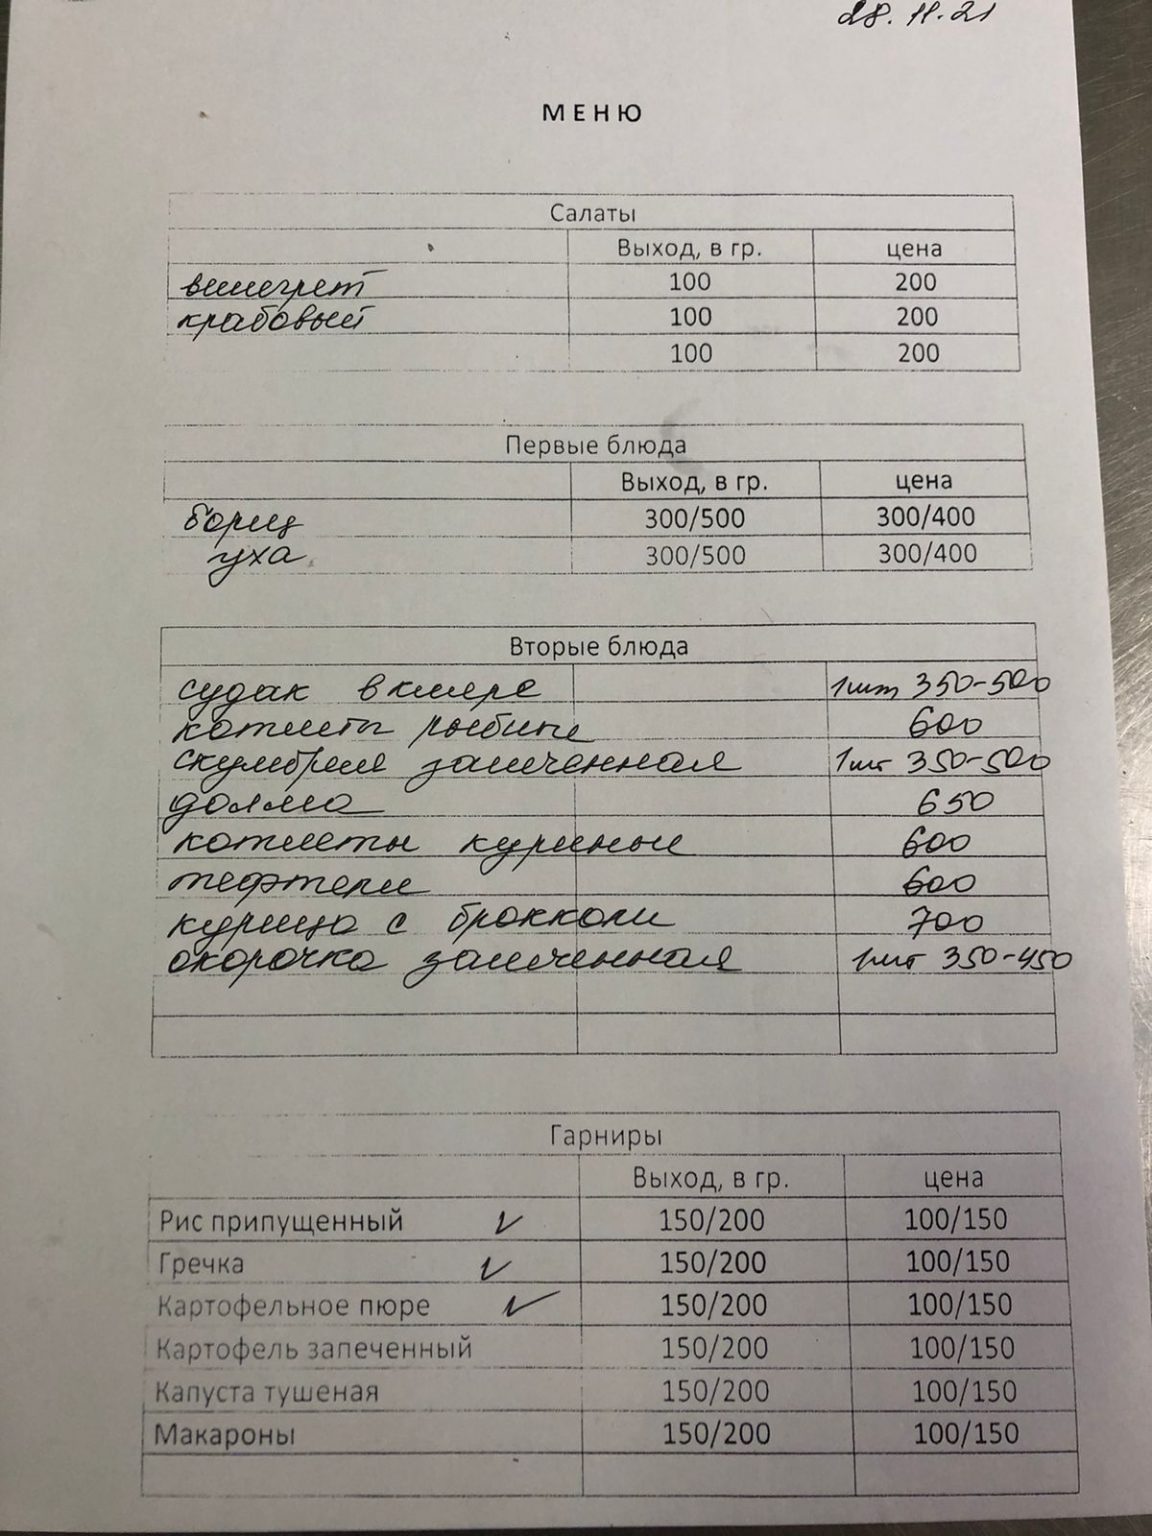 28.11.21
МЕНЮ
Салаты
Выход, в гр. цена
винегрет 100 200
крабовый 100 200
100 200
Первые блюда
Выход, в гр. цена
борщ 300/500 300/400
уха 300/500 300/400
Вторые блюда
судак в кляре 1шт 350-500
котлеты рыбные 600
скумбрия запеченная 1шт 350-500
долма 650
котлеты куриные 600
тефтели 600
курица с брокколи 700
окорочка запеченная 1шт 350-450
Гарниры
Выход, в гр. цена
Рис припущенный 150/200 100/150
Гречка 150/200 100/150
Картофельное пюре 150/200 100/150
Картофель запеченный 150/200 100/150
Капуста тушеная 150/200 100/150
Макароны 150/200 100/150